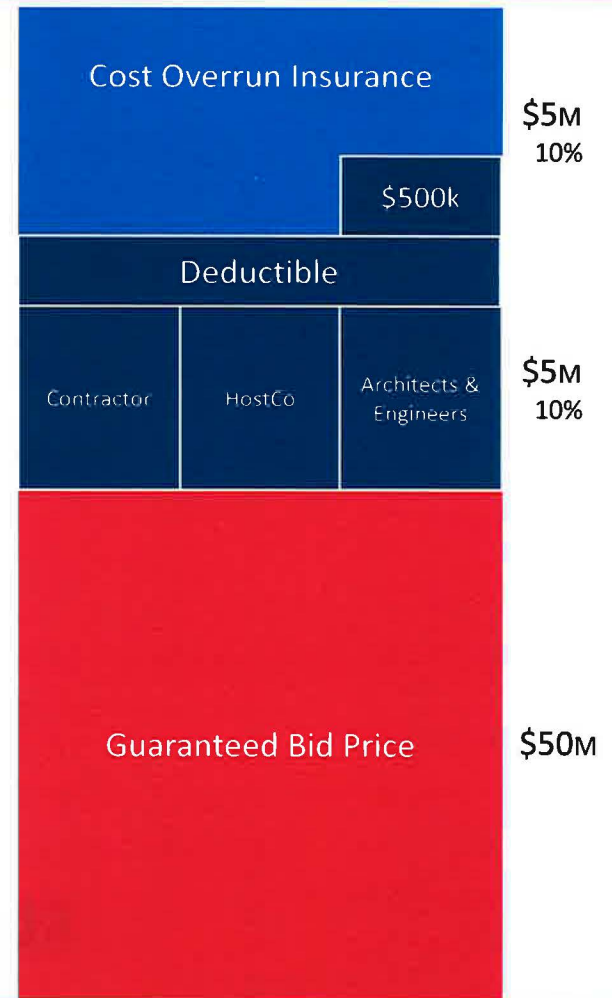 Cost Overrun Insurance
$5M
10%
$500k
Deductible
Contractor
HostCo
Architects &
Engineers
$5M
10%
Guaranteed Bid Price
$50M